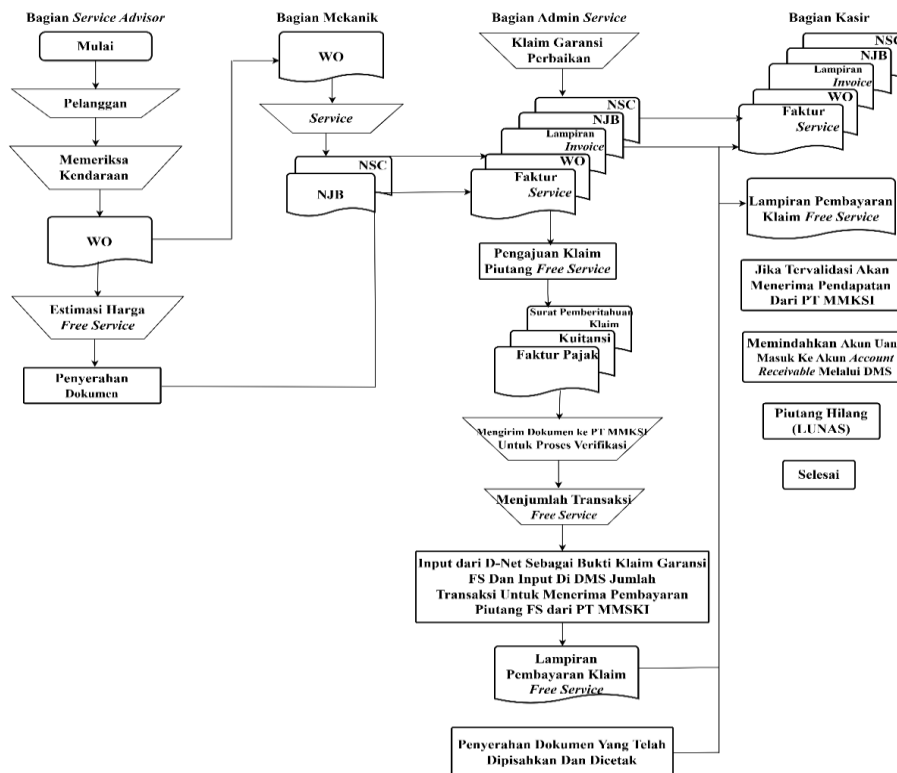 Bagian Service Advisor
Mulai
Pelanggan
Memeriksa
Kendaraan
WO
Estimasi Harga
Free Service
Penyerahan
Dokumen
Bagian Mekanik
WO
Service
NSC
NJB
Bagian Admin Service
Klaim Garansi
Perbaikan
NSC
NJB
Lampiran
Invoice
WO
Faktur
Service
Pengajuan Klaim
Piutang Free Service
Surat Pemberitahuan
Klaim
Kuitansi
Faktur Pajak
Mengirim Dokumen ke PT MMKSI
Untuk Proses Verifikasi
Menjumlah Transaksi
Free Service
Input dari D-Net Sebagai Bukti Klaim Garansi
FS Dan Input Di DMS Jumlah
Transaksi Untuk Menerima Pembayaran
Piutang FS dari PT MMSKI
Lampiran
Pembayaran Klaim
Free Service
Penyerahan Dokumen Yang Telah
Dipisahkan Dan Dicetak
Bagian Kasir
NSC
NJB
Lampiran
Invoice
WO
Faktur
Service
Lampiran Pembayaran
Klaim Free Service
Jika Tervalidasi Akan
Menerima Pendapatan
Dari PT MMKSI
Memindahkan Akun Uang
Masuk Ke Akun Account
Receivable Melalui DMS
Piutang Hilang
(LUNAS)
Selesai